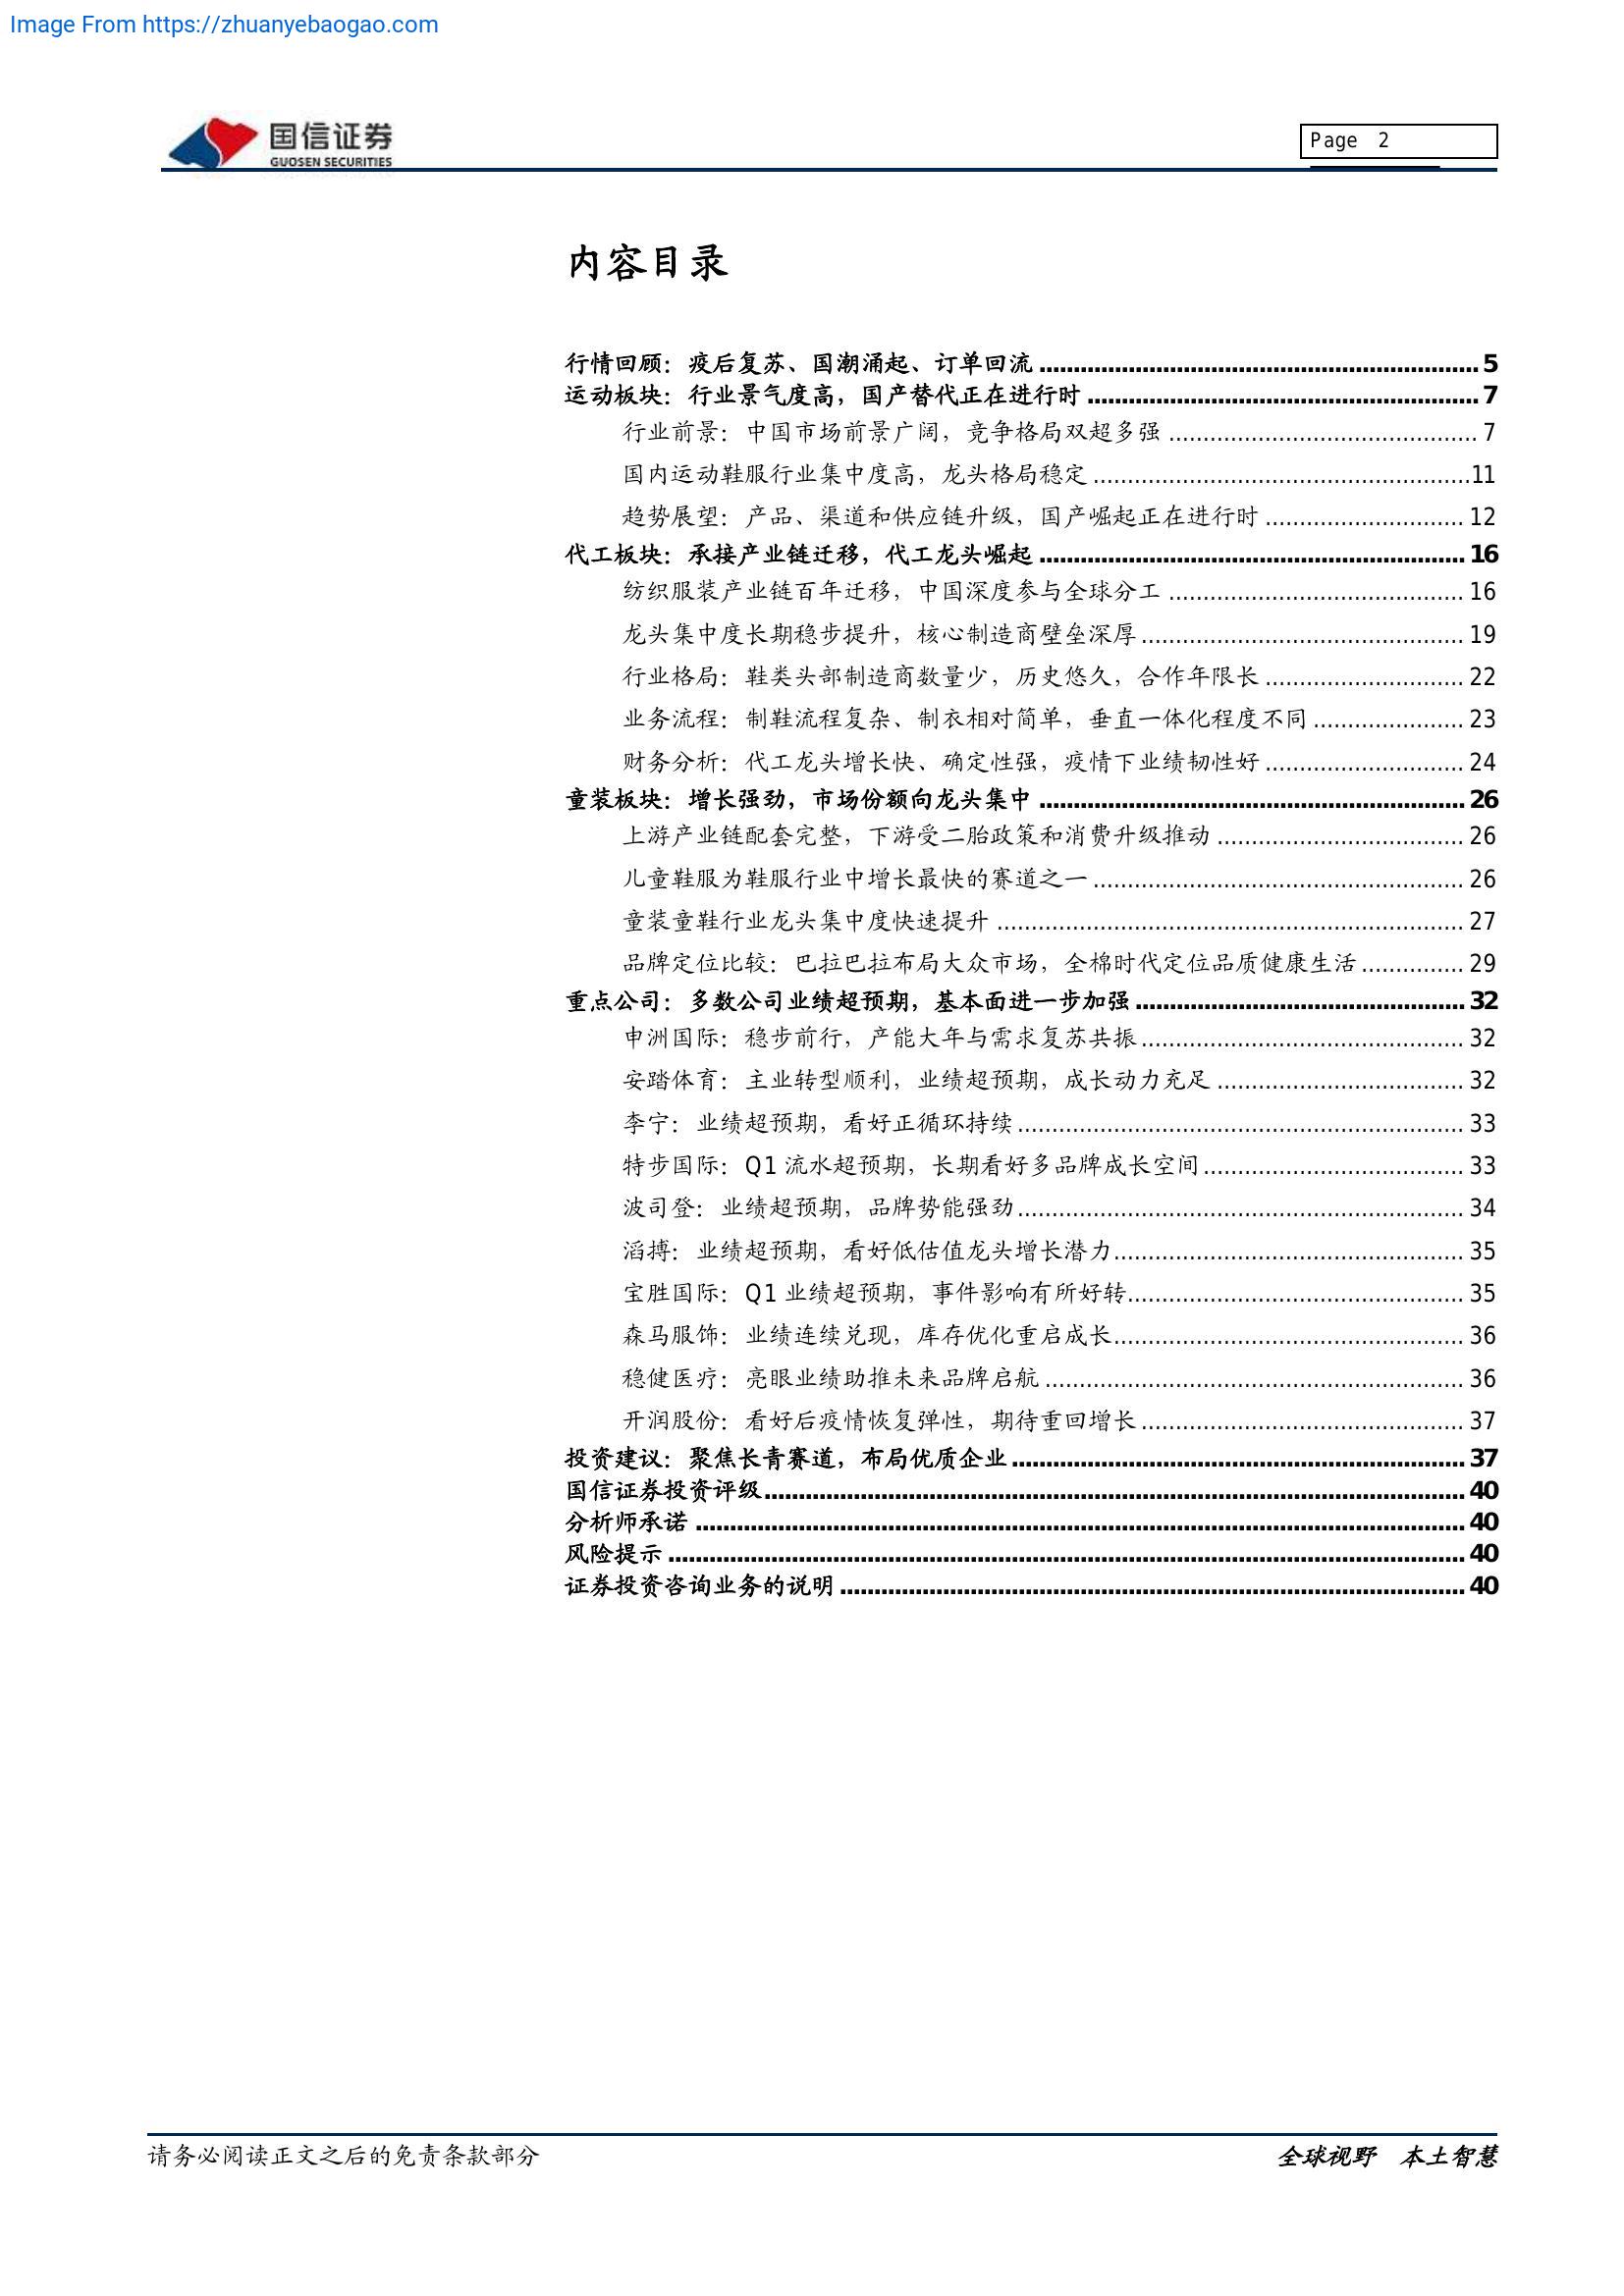 Image From https://zhuanyebaogao.com
国信证券
GUOSEN SECURITIES
Page 2
内容目录
行情回顾：疫后复苏、国潮涌起、订单回流 ........ 5
运动板块：行业景气度高，国产替代正在进行时 ........ 7
行业前景：中国市场前景广阔，竞争格局双超多强 ........ 7
国内运动鞋服行业集中度高，龙头格局稳定 ........ 11
趋势展望：产品、渠道和供应链升级，国产崛起正在进行时 ........ 12
代工板块：承接产业链迁移，代工龙头崛起 ........ 16
纺织服装产业链百年迁移，中国深度参与全球分工 ........ 16
龙头集中度长期稳步提升，核心制造商壁垒深厚 ........ 19
行业格局：鞋类头部制造商数量少，历史悠久，合作年限长 ........ 22
业务流程：制鞋流程复杂、制衣相对简单，垂直一体化程度不同 ........ 23
财务分析：代工龙头增长快、确定性强，疫情下业绩韧性好 ........ 24
童装板块：增长强劲，市场份额向龙头集中 ........ 26
上游产业链配套完整，下游受二胎政策和消费升级推动 ........ 26
儿童鞋服为鞋服行业中增长最快的赛道之一 ........ 26
童装童鞋行业龙头集中度快速提升 ........ 27
品牌定位比较：巴拉巴拉布局大众市场，全棉时代定位品质健康生活 ........ 29
重点公司：多数公司业绩超预期，基本面进一步加强 ........ 32
申洲国际：稳步前行，产能大年与需求复苏共振 ........ 32
安踏体育：主业转型顺利，业绩超预期，成长动力充足 ........ 32
李宁：业绩超预期，看好正循环持续 ........ 33
特步国际：Q1 流水超预期，长期看好多品牌成长空间 ........ 33
波司登：业绩超预期，品牌势能强劲 ........ 34
滔搏：业绩超预期，看好低估值龙头增长潜力 ........ 35
宝胜国际：Q1 业绩超预期，事件影响有所好转 ........ 35
森马服饰：业绩连续兑现，库存优化重启成长 ........ 36
稳健医疗：亮眼业绩助推未来品牌启航 ........ 36
开润股份：看好后疫情恢复弹性，期待重回增长 ........ 37
投资建议：聚焦长青赛道，布局优质企业 ........ 37
国信证券投资评级 ........ 40
分析师承诺 ........ 40
风险提示 ........ 40
证券投资咨询业务的说明 ........ 40
请务必阅读正文之后的免责条款部分
全球视野 本土智慧